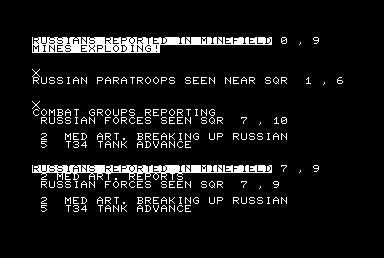 RUSSIANS REPORTED IN MINEFIELD 0 , 9
MINES EXPLODING!
X
RUSSIAN PARATROOPS SEEN NEAR SQR 1 , 6
X
COMBAT GROUPS REPORTING
RUSSIAN FORCES SEEN SQR 7 , 10
2 MED ART. BREAKING UP RUSSIAN
5 T34 TANK ADVANCE
RUSSIANS REPORTED IN MINEFIELD 7 , 9
2 MED ART. REPORTS
RUSSIAN FORCES SEEN SQR 7 , 9
2 MED ART. BREAKING UP RUSSIAN
5 T34 TANK ADVANCE